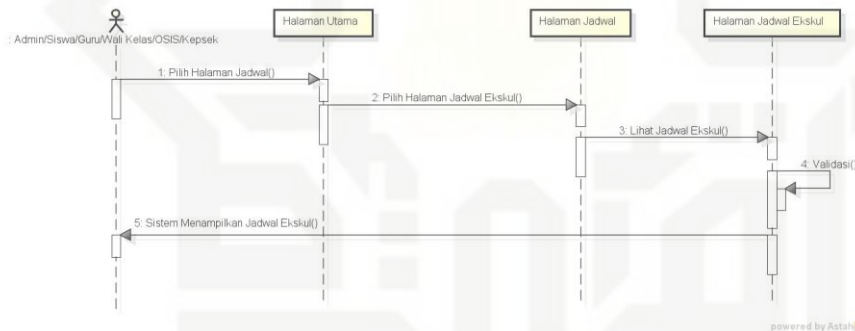 Halaman Utama
Halaman Jadwal
Halaman Jadwal Ekskul
: Admin/Siswa/Guru/Wali Kelas/OSIS/Kepsek
1: Pilih Halaman Jadwal()
2: Pilih Halaman Jadwal Ekskul()
3: Lihat Jadwal Ekskul()
4: Validasi()
5: Sistem Menampilkan Jadwal Ekskul()
powered by Astah